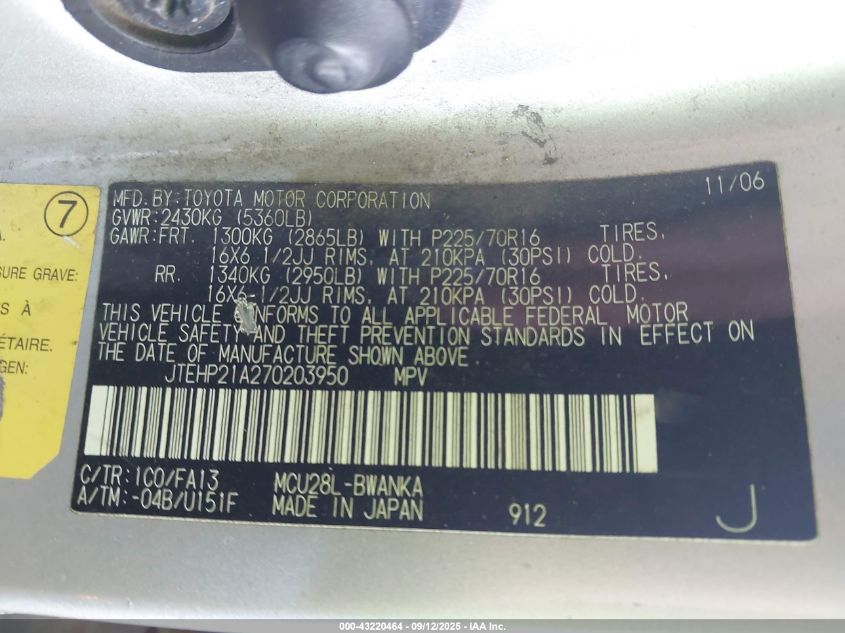 7
A.
SURE GRAVE:
S À
ÉTAIRE.
GEN:
MFD.BY:TOYOTA MOTOR CORPORATION 11/06
GVWR:2430KG (5360LB)
GAWR:FRT. 1300KG (2865LB) WITH P225/70R16 TIRES,
16X6 1/2JJ RIMS, AT 210KPA (30PSI) COLD.
RR. 1340KG (2950LB) WITH P225/70R16 TIRES,
16X6-1/2JJ RIMS, AT 210KPA (30PSI) COLD.
THIS VEHICLE CONFORMS TO ALL APPLICABLE FEDERAL MOTOR
VEHICLE SAFETY AND THEFT PREVENTION STANDARDS IN EFFECT ON
THE DATE OF MANUFACTURE SHOWN ABOVE.
JTEHP21A270203950 MPV
C/TR:1C0/FA13 MCU28L-BWANKA
A/TM:-04B/U151F MADE IN JAPAN 912 J
000-43220464 - 09/12/2025 - IAA Inc.